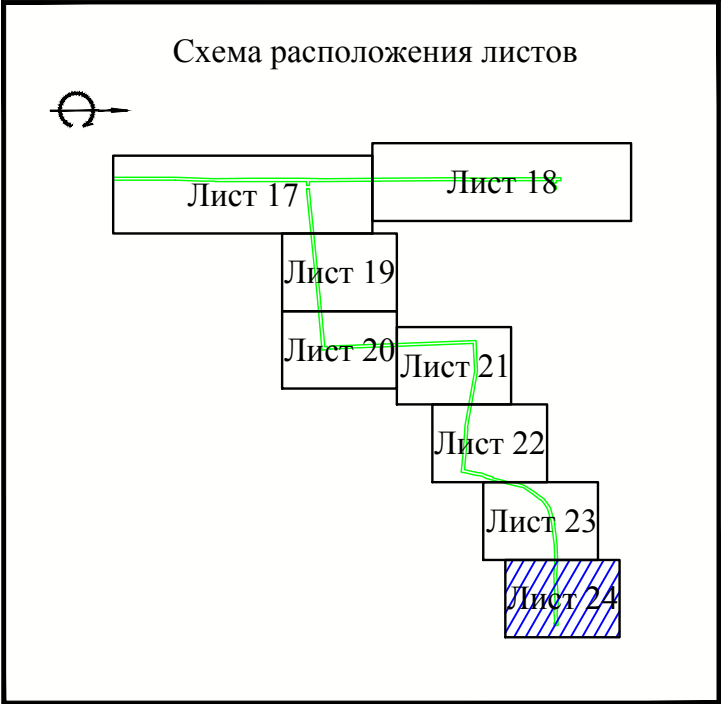 Схема расположения листов
Лист 17
Лист 18
Лист 19
Лист 20
Лист 21
Лист 22
Лист 23
Лист 24